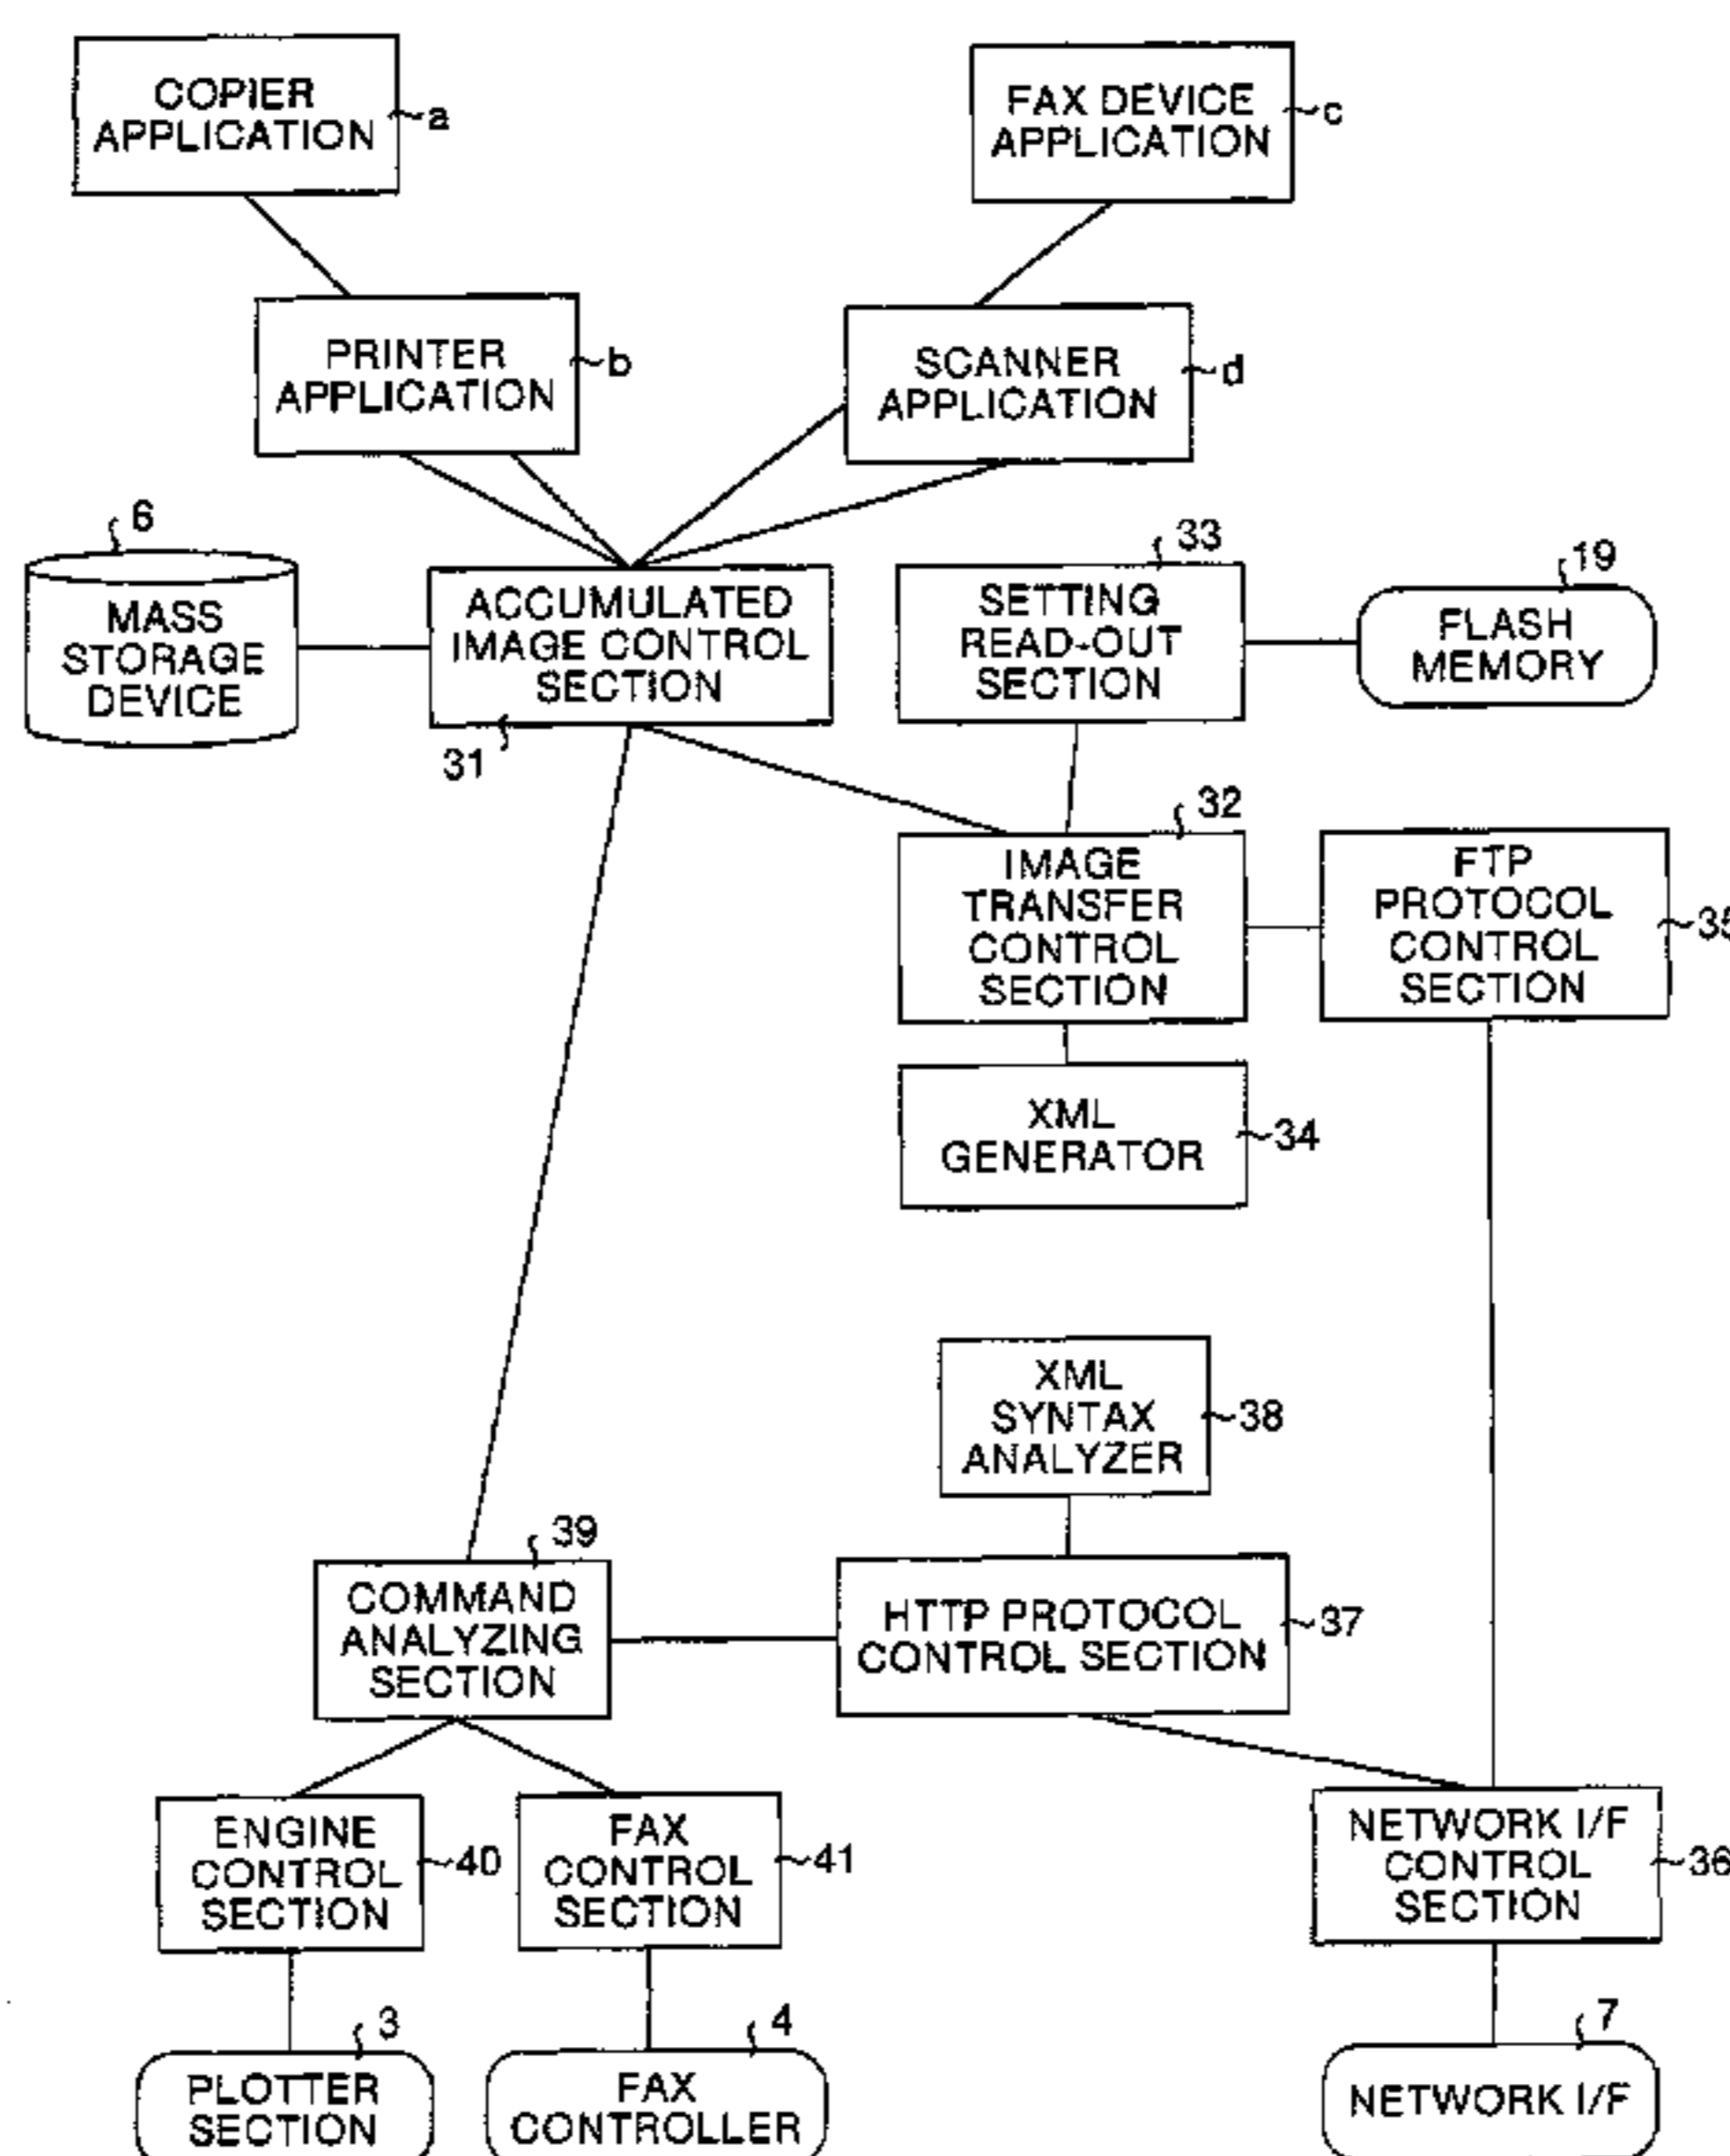 COPIER
APPLICATION
a
FAX DEVICE
APPLICATION
c
PRINTER
APPLICATION
b
SCANNER
APPLICATION
d
6
MASS
STORAGE
DEVICE
ACCUMULATED
IMAGE CONTROL
SECTION
31
33
SETTING
READ-OUT
SECTION
19
FLASH
MEMORY
32
IMAGE
TRANSFER
CONTROL
SECTION
FTP
PROTOCOL
CONTROL
SECTION
35
XML
GENERATOR
34
XML
SYNTAX
ANALYZER
38
39
COMMAND
ANALYZING
SECTION
HTTP PROTOCOL
CONTROL SECTION
37
ENGINE
CONTROL
SECTION
40
FAX
CONTROL
SECTION
41
NETWORK I/F
CONTROL
SECTION
36
3
PLOTTER
SECTION
4
FAX
CONTROLLER
7
NETWORK I/F